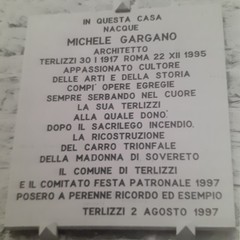 IN QUESTA CASA
NACQUE
MICHELE GARGANO
ARCHITETTO
TERLIZZI 30 I 1917 ROMA 22 XII 1995
APPASSIONATO CULTORE
DELLE ARTI E DELLA STORIA
COMPI' OPERE EGREGIE
SEMPRE SERBANDO NEL CUORE
LA SUA TERLIZZI
ALLA QUALE DONO'
DOPO IL SACRILEGO INCENDIO.
LA RICOSTRUZIONE
DEL CARRO TRIONFALE
DELLA MADONNA DI SOVERETO
IL COMUNE DI TERLIZZI
E IL COMITATO FESTA PATRONALE 1997
POSERO A PERENNE RICORDO ED ESEMPIO
TERLIZZI 2 AGOSTO 1997